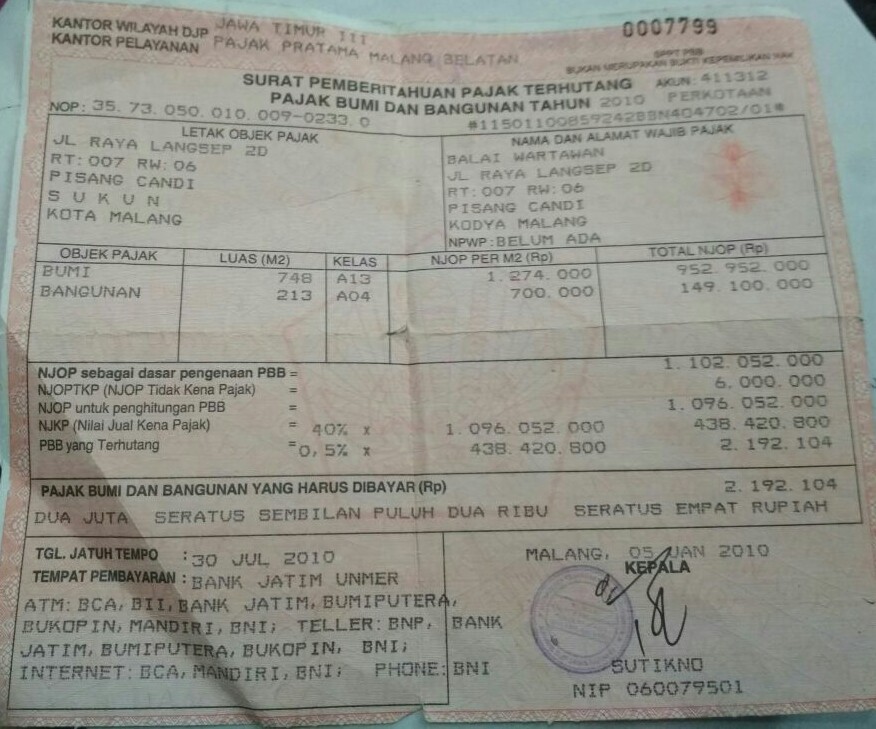 KANTOR WILAYAH DJP JAWA TIMUR III
KANTOR PELAYANAN PAJAK PRATAMA MALANG SELATAN
0007799
SPPT PBB
BUKAN MERUPAKAN BUKTI KEPEMILIKAN HAK
SURAT PEMBERITAHUAN PAJAK TERHUTANG AKUN: 411312
PAJAK BUMI DAN BANGUNAN TAHUN 2010 PERKOTAAN
NOP: 35. 73. 050. 010. 009-0233. 0
#115011008592428BN404702/01#
LETAK OBJEK PAJAK
JL RAYA LANGSEP 2D
RT: 007 RW: 06
PISANG CANDI
S U K U N
KOTA MALANG
NAMA DAN ALAMAT WAJIB PAJAK
BALAI WARTAWAN
JL RAYA LANGSEP 2D
RT: 007 RW: 06
PISANG CANDI
KODYA MALANG
NPWP : BELUM ADA
OBJEK PAJAK LUAS (M2) KELAS NJOP PER M2 (Rp) TOTAL NJOP (Rp)
BUMI 748 A13 1. 274. 000 952. 952. 000
BANGUNAN 213 A04 700. 000 149. 100. 000
NJOP sebagai dasar pengenaan PBB = 1. 102. 052. 000
NJOPTKP (NJOP Tidak Kena Pajak) = 6. 000. 000
NJOP untuk penghitungan PBB = 1. 096. 052. 000
NJKP (Nilai Jual Kena Pajak) = 40% x 1. 096. 052. 000 438. 420. 800
PBB yang Terhutang = 0, 5% x 438. 420. 800 2. 192. 104
PAJAK BUMI DAN BANGUNAN YANG HARUS DIBAYAR (Rp) 2. 192. 104
DUA JUTA SERATUS SEMBILAN PULUH DUA RIBU SERATUS EMPAT RUPIAH
TGL. JATUH TEMPO : 30 JUL 2010
TEMPAT PEMBAYARAN : BANK JATIM UNMER
ATM: BCA, BII, BANK JATIM, BUMIPUTERA,
BUKOPIN, MANDIRI, BNI; TELLER: BNP, BANK
JATIM, BUMIPUTERA, BUKOPIN, BNI;
INTERNET: BCA, MANDIRI, BNI; PHONE: BNI
MALANG, 05 JAN 2010
KEPALA
SUTIKNO
NIP 060079501